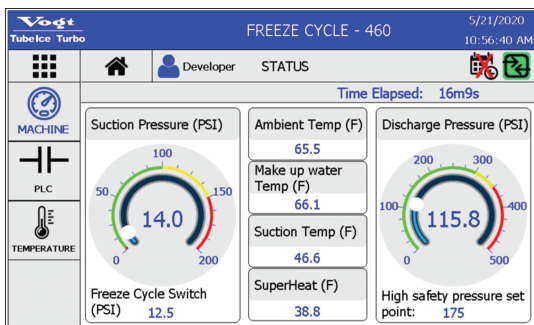 Vogt
TubeIce Turbo
FREEZE CYCLE - 460
5/21/2020
10:56:40 AM
Developer
STATUS
Time Elapsed: 16m9s
MACHINE
PLC
TEMPERATURE
Suction Pressure (PSI)
0
50
100
150
200
14.0
Freeze Cycle Switch
(PSI) 12.5
Ambient Temp (F)
65.5
Make up water
Temp (F)
66.1
Suction Temp (F)
46.6
SuperHeat (F)
38.8
Discharge Pressure (PSI)
0
100
200
300
400
500
115.8
High safety pressure set
point: 175